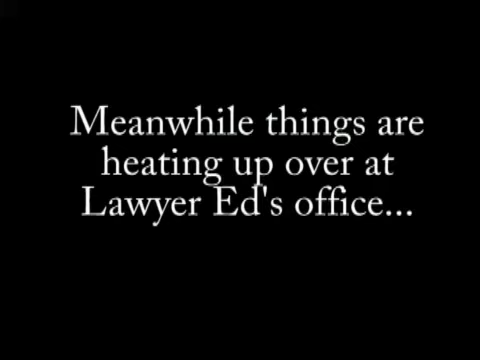 Meanwhile things are
heating up over at
Lawyer Ed's office...